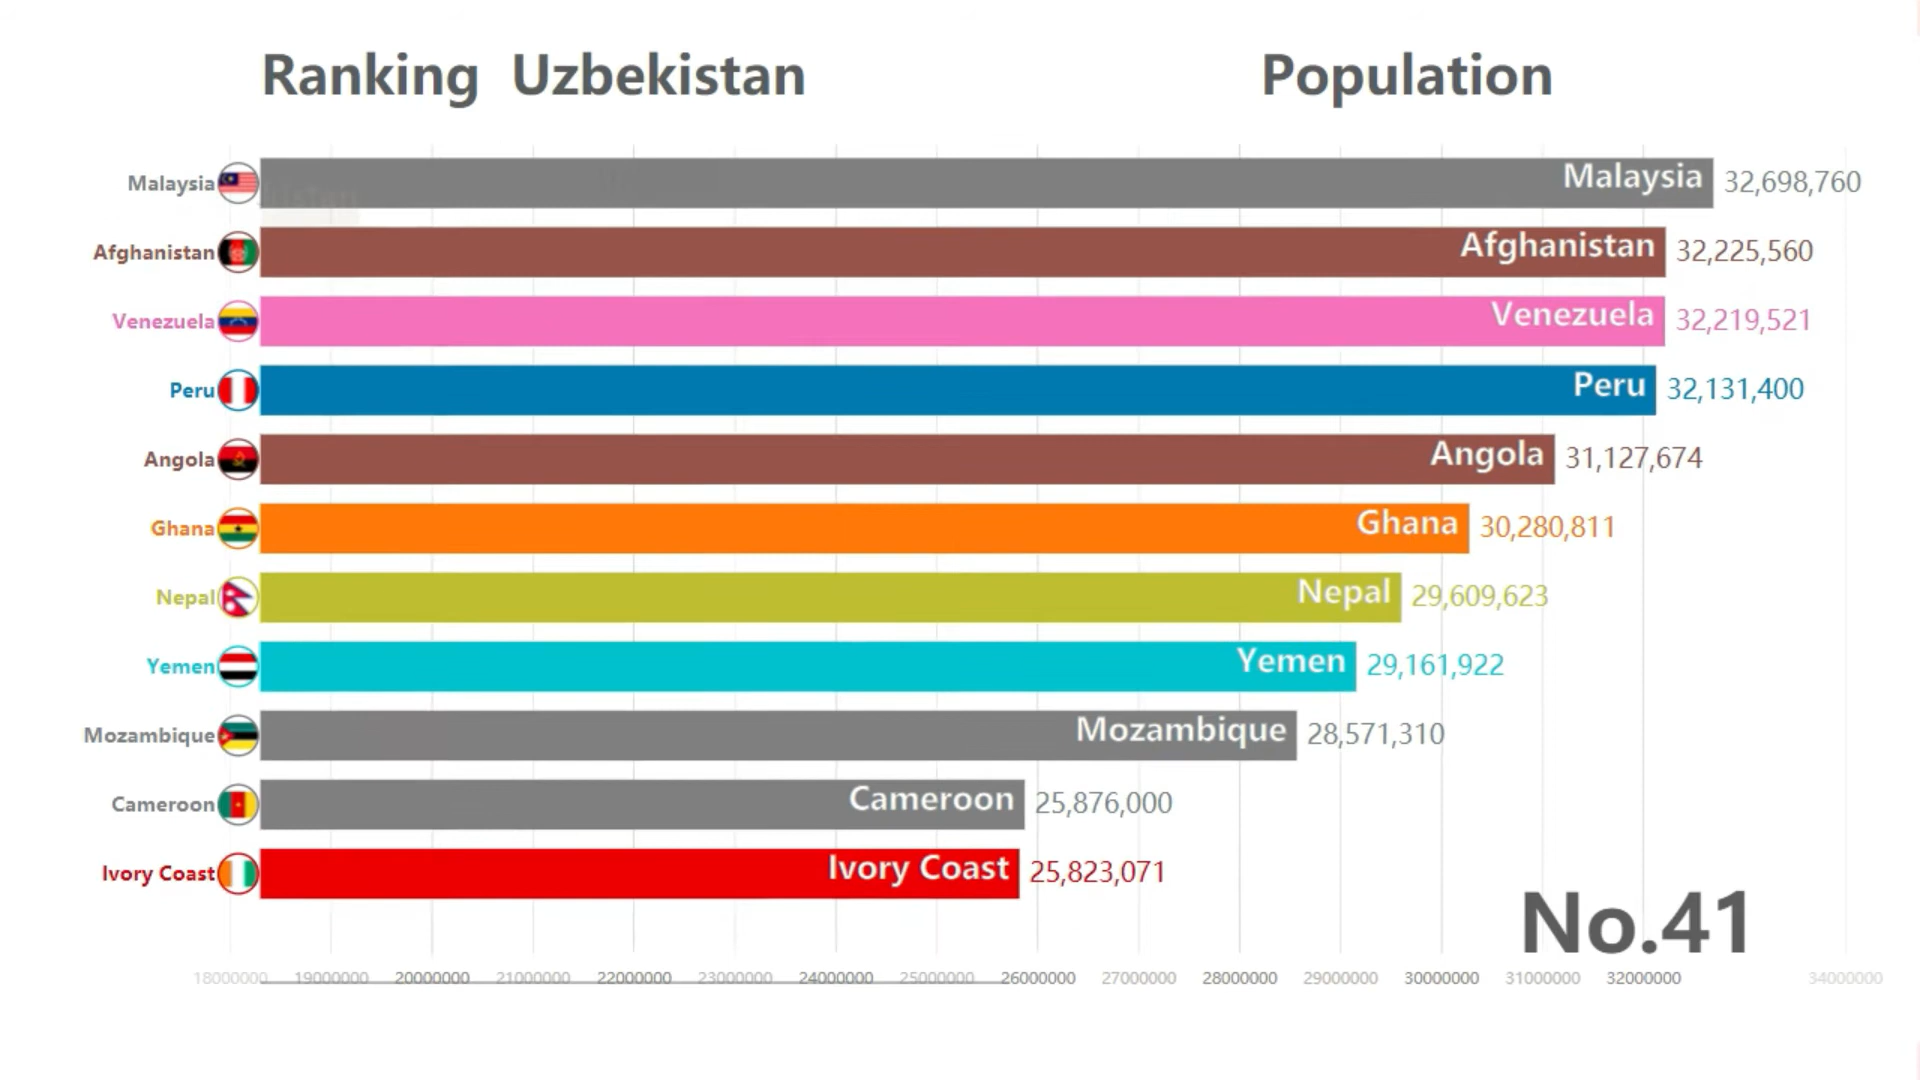 Ranking Uzbekistan Population
Malaysia Malaysia 32,698,760
Afghanistan Afghanistan 32,225,560
Venezuela Venezuela 32,219,521
Peru Peru 32,131,400
Angola Angola 31,127,674
Ghana Ghana 30,280,811
Nepal Nepal 29,609,623
Yemen Yemen 29,161,922
Mozambique Mozambique 28,571,310
Cameroon Cameroon 25,876,000
Ivory Coast Ivory Coast 25,823,071
No.41
18000000 19000000 20000000 21000000 22000000 23000000 24000000 25000000 26000000 27000000 28000000 29000000 30000000 31000000 32000000 34000000